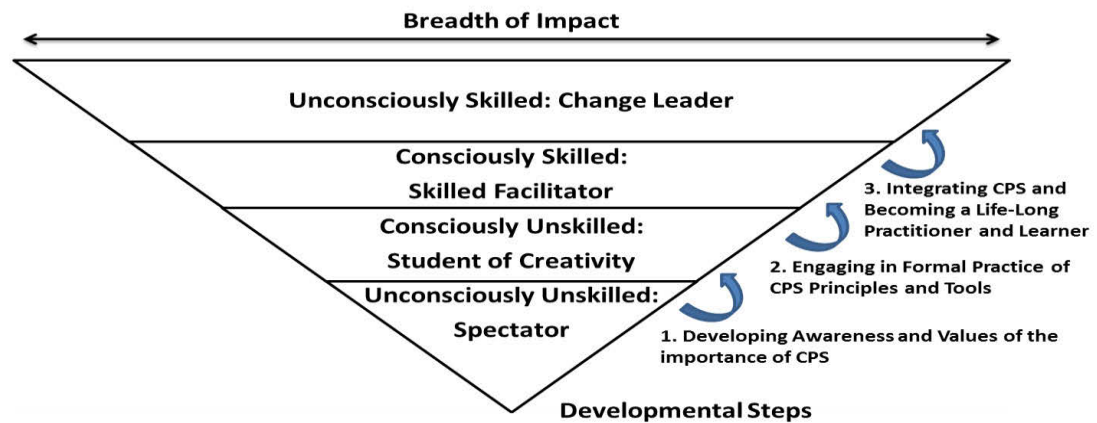 Breadth of Impact
Unconsciously Skilled: Change Leader
Consciously Skilled:
Skilled Facilitator
Consciously Unskilled:
Student of Creativity
Unconsciously Unskilled:
Spectator
3. Integrating CPS and
Becoming a Life-Long
Practitioner and Learner
2. Engaging in Formal Practice of
CPS Principles and Tools
1. Developing Awareness and Values of the
importance of CPS
Developmental Steps